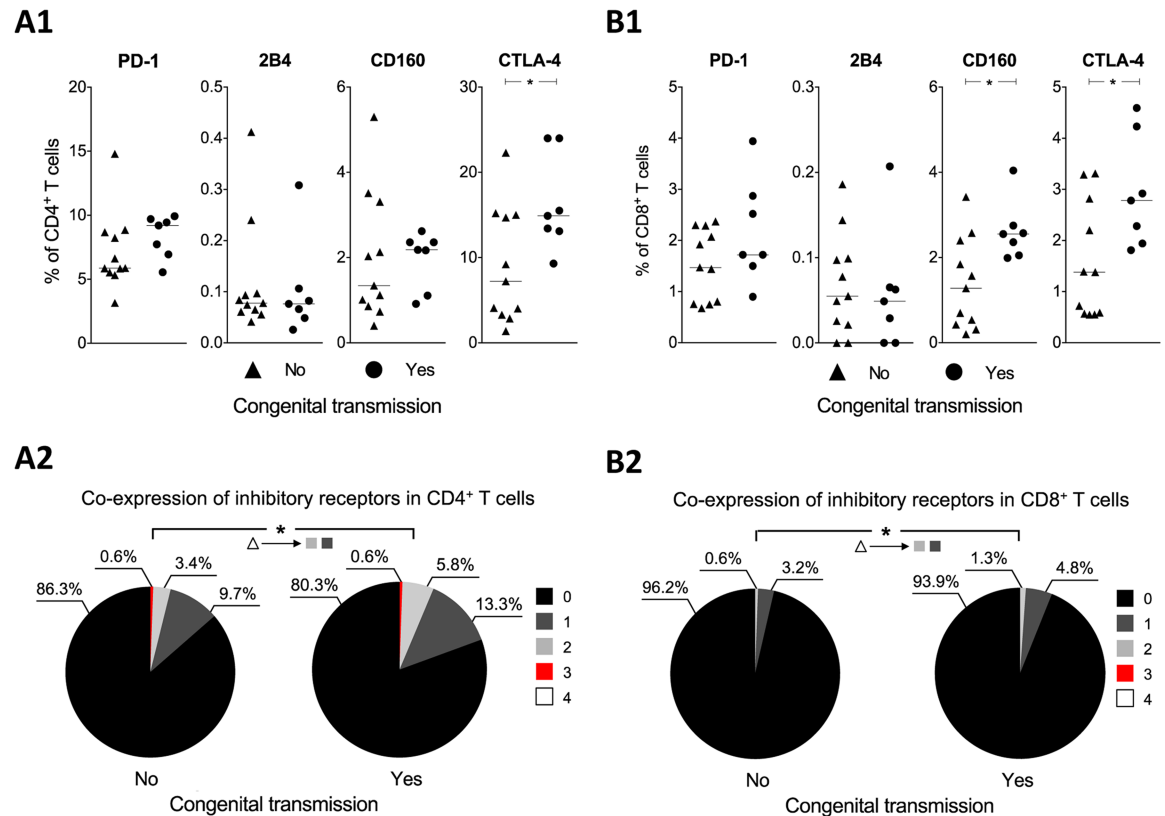 A1
B1
PD-1 2B4 CD160 CTLA-4
PD-1 2B4 CD160 CTLA-4
* * *
% of CD4⁺ T cells
20
15
10
5
0
0.5
0.4
0.3
0.2
0.1
0.0
6
4
2
0
30
20
10
0
No Yes
Congenital transmission
% of CD8⁺ T cells
5
4
3
2
1
0
0.3
0.2
0.1
0.0
6
4
2
0
5
4
3
2
1
0
No Yes
Congenital transmission
A2
Co-expression of inhibitory receptors in CD4⁺ T cells
*
86.3% 0.6% 3.4% 9.7%
80.3% 0.6% 5.8% 13.3%
0
1
2
3
4
No Yes
Congenital transmission
B2
Co-expression of inhibitory receptors in CD8⁺ T cells
*
96.2% 0.6% 3.2%
93.9% 1.3% 4.8%
0
1
2
3
4
No Yes
Congenital transmission